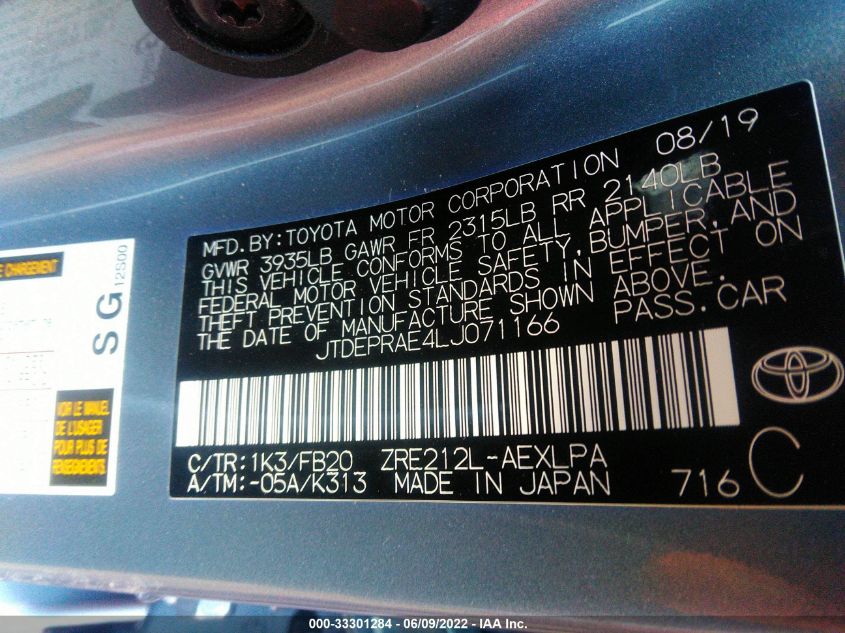 MFD. BY: TOYOTA MOTOR CORPORATION 08/19
GVWR 3935LB GAWR FR 2315LB RR 2140LB
THIS VEHICLE CONFORMS TO ALL APPLICABLE
FEDERAL MOTOR VEHICLE SAFETY, BUMPER, AND
THEFT PREVENTION STANDARDS IN EFFECT ON
THE DATE OF MANUFACTURE SHOWN ABOVE.
JTDEPRAE4LJ071166 PASS. CAR
C/TR: 1K3/FB20 ZRE212L-AEXLPA
A/TM: -05A/K313 MADE IN JAPAN 716 C
CHARGEMENT
SG
12S00
VOIR LE MANUEL
DE L'USAGER
POUR PLUS DE
RENSEIGNEMENTS
000-33301284 - 06/09/2022 - IAA Inc.